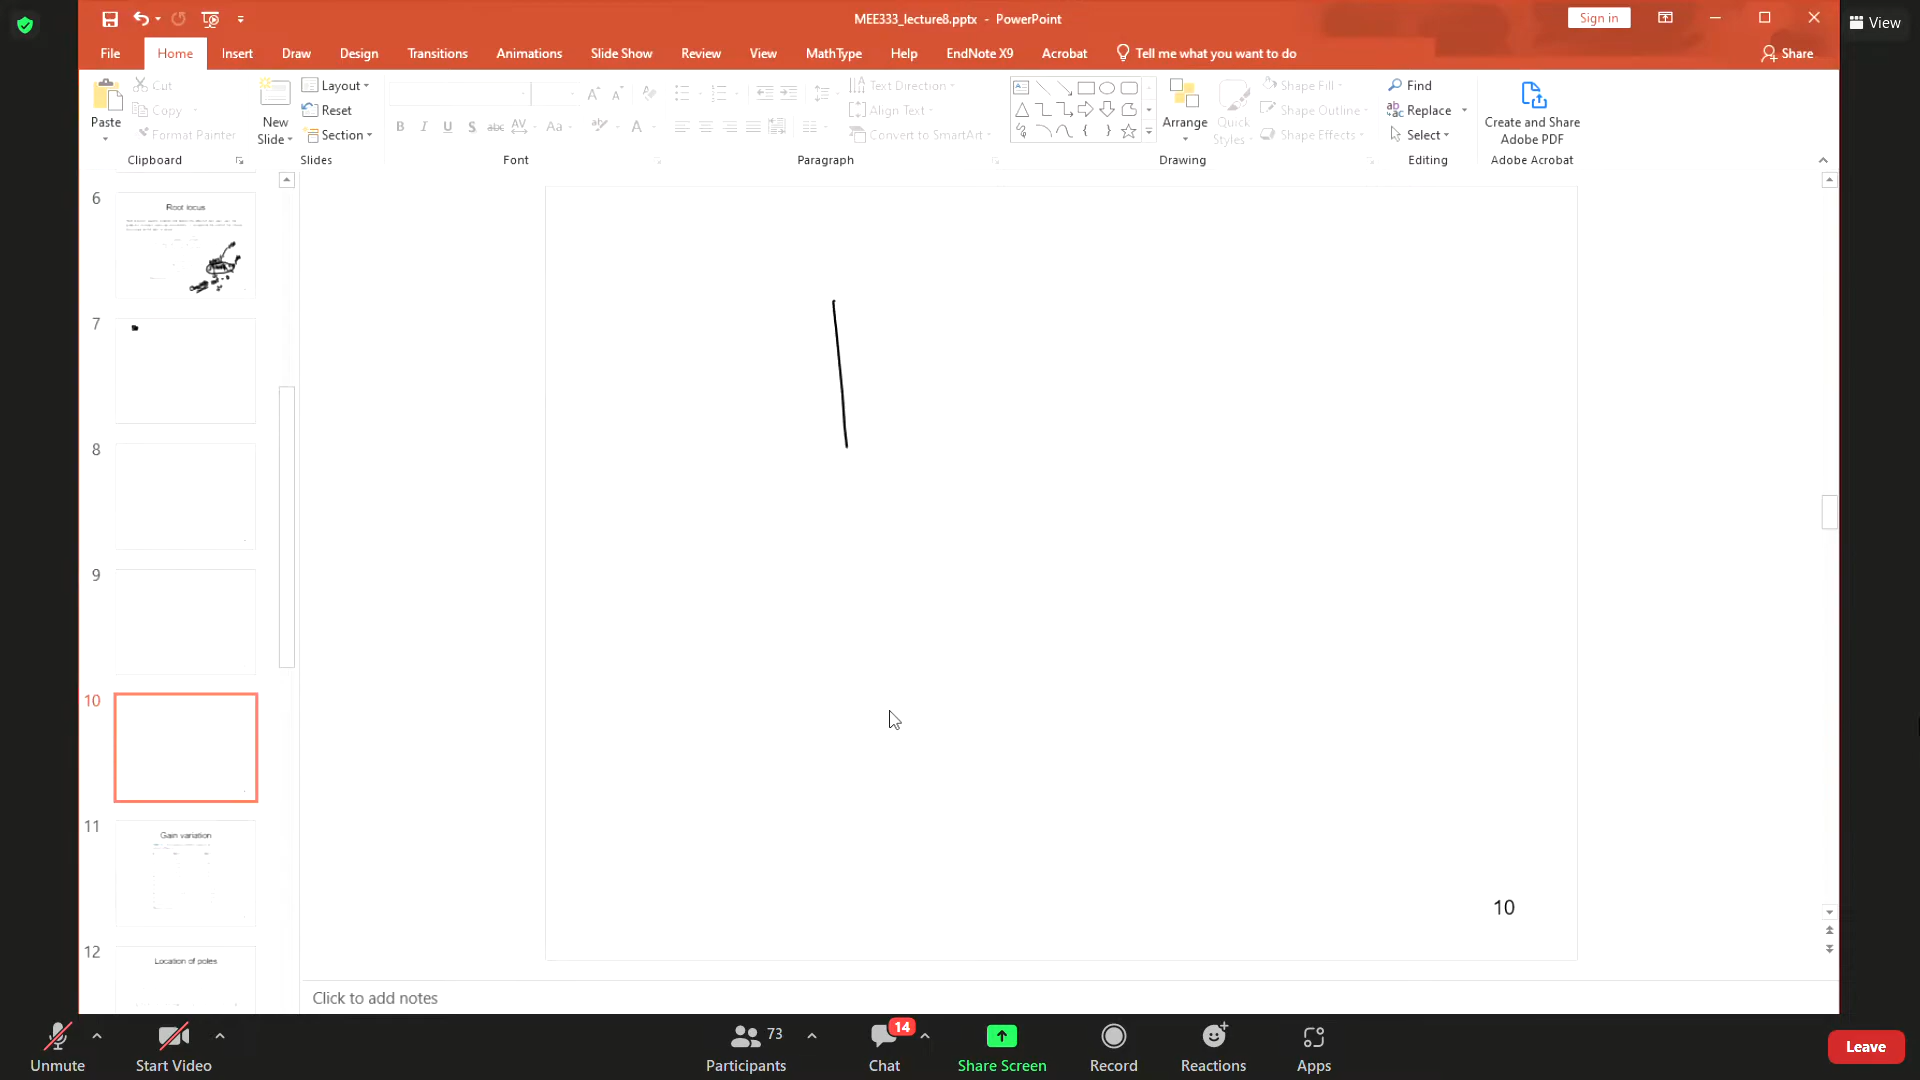 MEE333_lecture8.pptx - PowerPoint
Sign in
View
File Home Insert Draw Design Transitions Animations Slide Show Review View MathType Help EndNote X9 Acrobat Tell me what you want to do
Share
Paste
Cut
Copy
Format Painter
Clipboard
New Slide
Layout
Reset
Section
Slides
B I U S abc AV Aa A
Font
Text Direction
Align Text
Convert to SmartArt
Paragraph
Arrange
Quick Styles
Shape Fill
Shape Outline
Shape Effects
Drawing
Find
Replace
Select
Editing
Create and Share
Adobe PDF
Adobe Acrobat
6
Root locus
7
8
9
10
11
Gain variation
12
Location of poles
10
Click to add notes
Unmute
Start Video
73
Participants
14
Chat
Share Screen
Record
Reactions
Apps
Leave